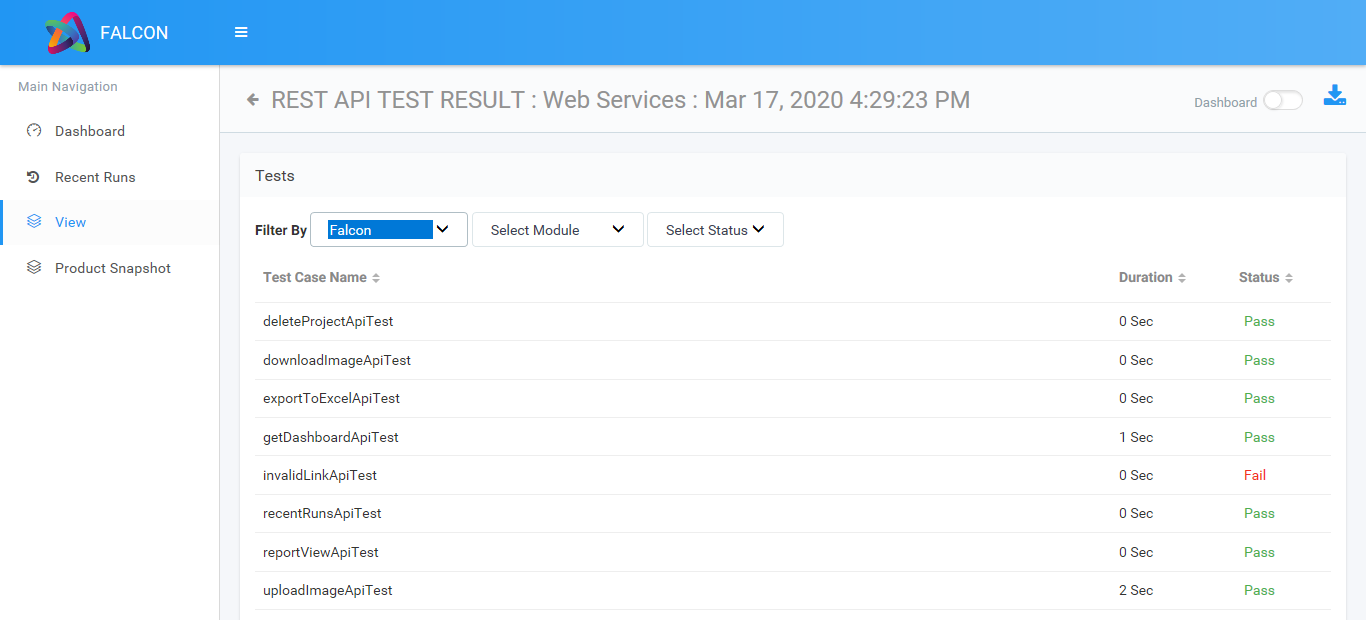 FALCON
Main Navigation
Dashboard
Recent Runs
View
Product Snapshot
REST API TEST RESULT : Web Services : Mar 17, 2020 4:29:23 PM
Dashboard
Tests
Filter By Falcon Select Module Select Status
Test Case Name Duration Status
deleteProjectApiTest 0 Sec Pass
downloadImageApiTest 0 Sec Pass
exportToExcelApiTest 0 Sec Pass
getDashboardApiTest 1 Sec Pass
invalidLinkApiTest 0 Sec Fail
recentRunsApiTest 0 Sec Pass
reportViewApiTest 0 Sec Pass
uploadImageApiTest 2 Sec Pass